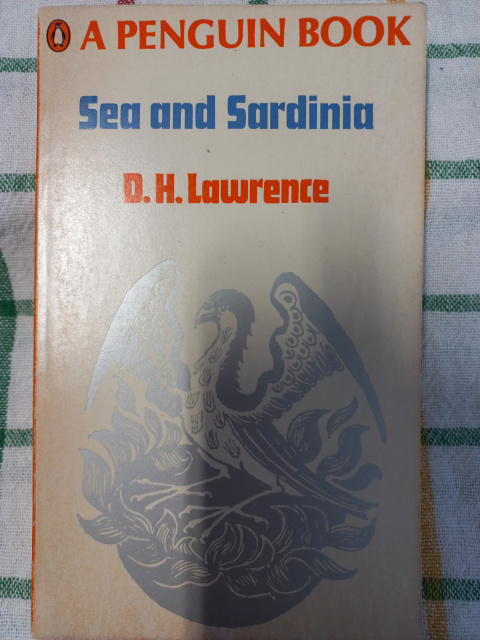 A PENGUIN BOOK
Sea and Sardinia
D. H. Lawrence